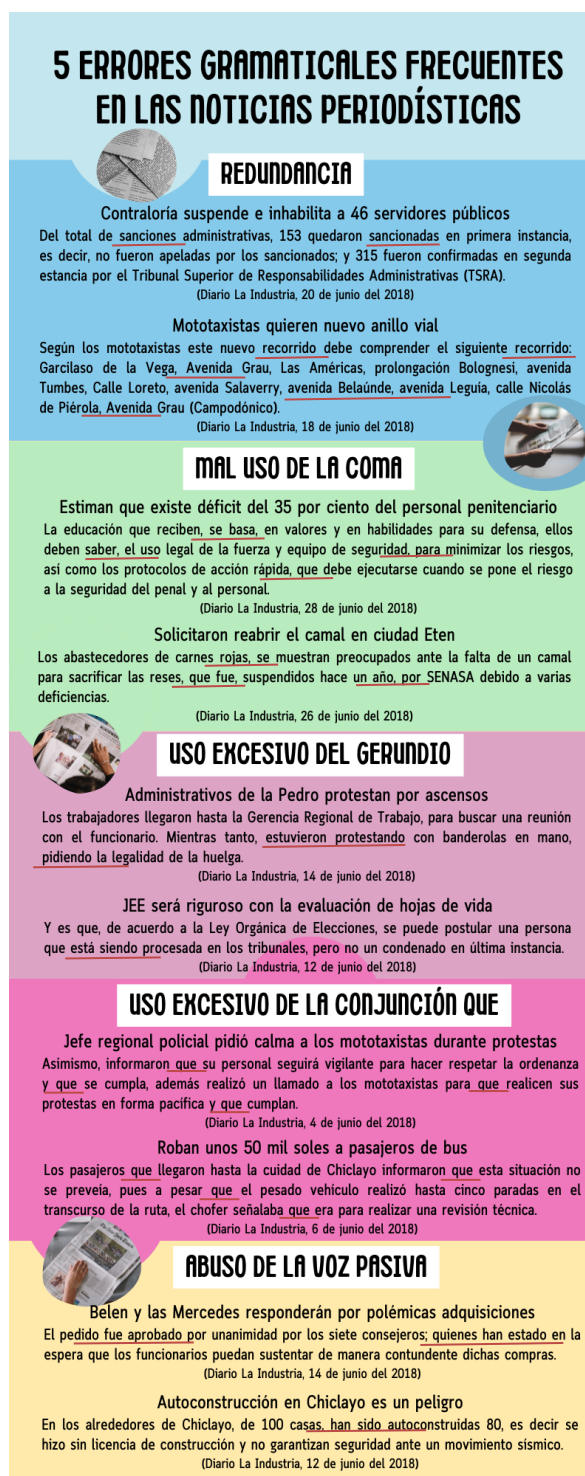 5 ERRORES GRAMATICALES FRECUENTES
EN LAS NOTICIAS PERIODÍSTICAS
REDUNDANCIA
Contraloría suspende e inhabilita a 46 servidores públicos
Del total de sanciones administrativas, 153 quedaron sancionadas en primera instancia,
es decir, no fueron apeladas por los sancionados; y 315 fueron confirmadas en segunda
estancia por el Tribunal Superior de Responsabilidades Administrativas (TSRA).
(Diario La Industria, 20 de junio del 2018)
Mototaxistas quieren nuevo anillo vial
Según los mototaxistas este nuevo recorrido debe comprender el siguiente recorrido:
Garcilaso de la Vega, Avenida Grau, Las Américas, prolongación Bolognesi, avenida
Tumbes, Calle Loreto, avenida Salaverry, avenida Belaúnde, avenida Leguía, calle Nicolás
de Piérola, Avenida Grau (Campodónico).
(Diario La Industria, 18 de junio del 2018)
MAL USO DE LA COMA
Estiman que existe déficit del 35 por ciento del personal penitenciario
La educación que reciben, se basa, en valores y en habilidades para su defensa, ellos
deben saber, el uso legal de la fuerza y equipo de seguridad, para minimizar los riesgos,
así como los protocolos de acción rápida, que debe ejecutarse cuando se pone el riesgo
a la seguridad del penal y al personal.
(Diario La Industria, 28 de junio del 2018)
Solicitaron reabrir el camal en ciudad Eten
Los abastecedores de carnes rojas, se muestran preocupados ante la falta de un camal
para sacrificar las reses, que fue, suspendidos hace un año, por SENASA debido a varias
deficiencias.
(Diario La Industria, 26 de junio del 2018)
USO EXCESIVO DEL GERUNDIO
Administrativos de la Pedro protestan por ascensos
Los trabajadores llegaron hasta la Gerencia Regional de Trabajo, para buscar una reunión
con el funcionario. Mientras tanto, estuvieron protestando con banderolas en mano,
pidiendo la legalidad de la huelga.
(Diario La Industria, 14 de junio del 2018)
JEE será riguroso con la evaluación de hojas de vida
Y es que, de acuerdo a la Ley Orgánica de Elecciones, se puede postular una persona
que está siendo procesada en los tribunales, pero no un condenado en última instancia.
(Diario La Industria, 12 de junio del 2018)
USO EXCESIVO DE LA CONJUNCIÓN QUE
Jefe regional policial pidió calma a los mototaxistas durante protestas
Asimismo, informaron que su personal seguirá vigilante para hacer respetar la ordenanza
y que se cumpla, además realizó un llamado a los mototaxistas para que realicen sus
protestas en forma pacífica y que cumplan.
(Diario La Industria, 4 de junio del 2018)
Roban unos 50 mil soles a pasajeros de bus
Los pasajeros que llegaron hasta la cuidad de Chiclayo informaron que esta situación no
se preveía, pues a pesar que el pesado vehículo realizó hasta cinco paradas en el
transcurso de la ruta, el chofer señalaba que era para realizar una revisión técnica.
(Diario La Industria, 6 de junio del 2018)
ABUSO DE LA VOZ PASIVA
Belen y las Mercedes responderán por polémicas adquisiciones
El pedido fue aprobado por unanimidad por los siete consejeros; quienes han estado en la
espera que los funcionarios puedan sustentar de manera contundente dichas compras.
(Diario La Industria, 14 de junio del 2018)
Autoconstrucción en Chiclayo es un peligro
En los alrededores de Chiclayo, de 100 casas, han sido autoconstruidas 80, es decir se
hizo sin licencia de construcción y no garantizan seguridad ante un movimiento sísmico.
(Diario La Industria, 12 de junio del 2018)